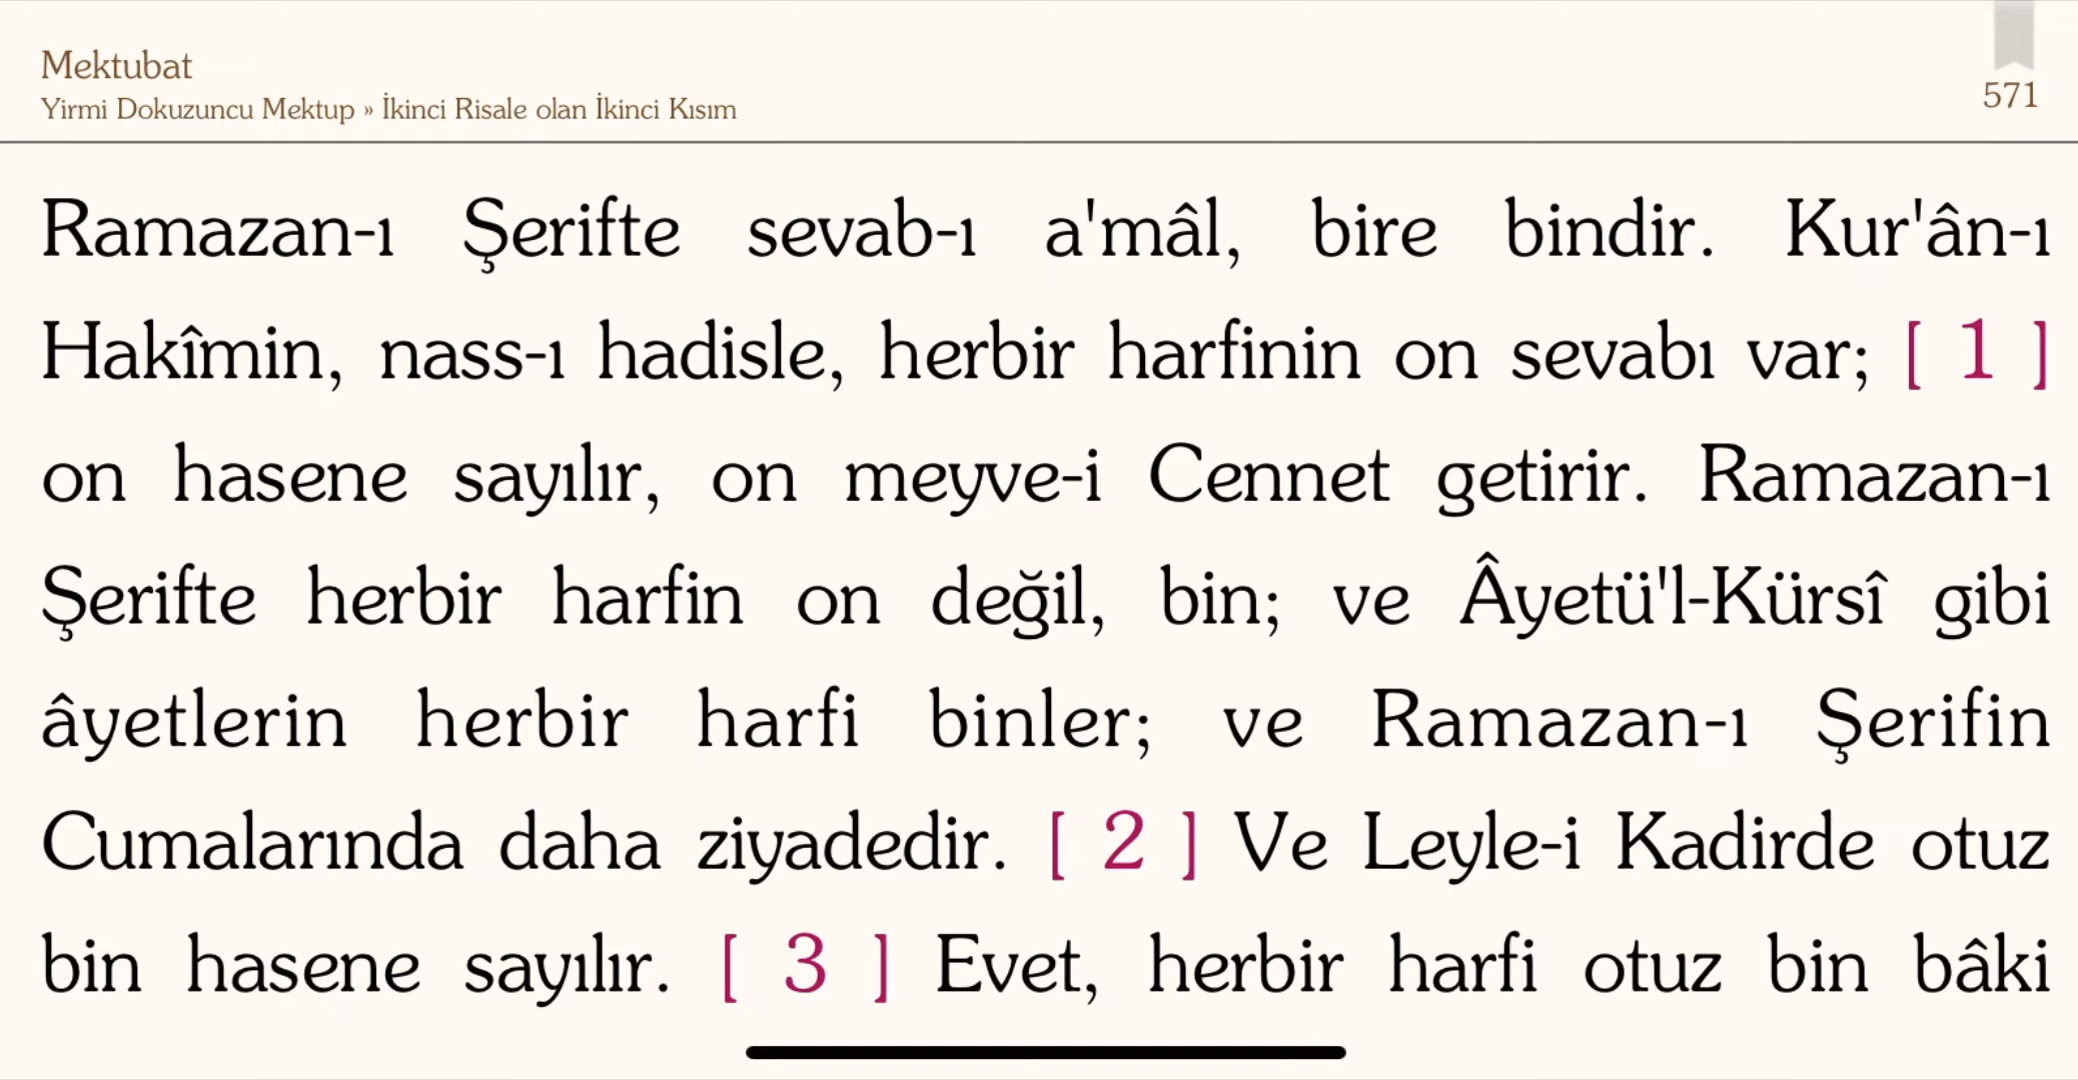 Mektubat
Yirmi Dokuzuncu Mektup » İkinci Risale olan İkinci Kısım
571
Ramazan-ı Şerifte sevab-ı a'mâl, bire bindir. Kur'ân-ı
Hakîmin, nass-ı hadisle, herbir harfinin on sevabı var; [ 1 ]
on hasene sayılır, on meyve-i Cennet getirir. Ramazan-ı
Şerifte herbir harfin on değil, bin; ve Âyetü'l-Kürsî gibi
âyetlerin herbir harfi binler; ve Ramazan-ı Şerifin
Cumalarında daha ziyadedir. [ 2 ] Ve Leyle-i Kadirde otuz
bin hasene sayılır. [ 3 ] Evet, herbir harfi otuz bin bâki